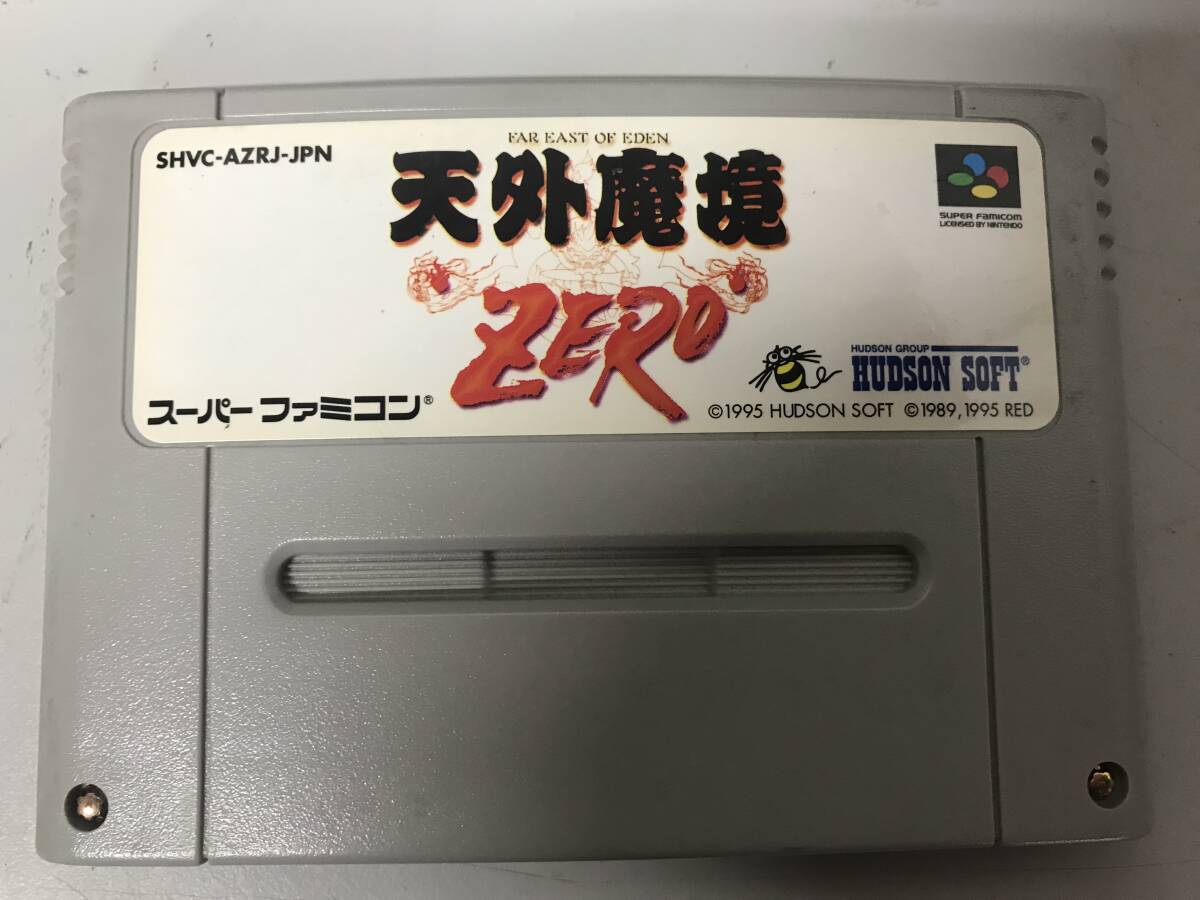 FAR EAST OF EDEN
SHVC-AZRJ-JPN
天外魔境
ZERO
SUPER FAMICOM
LICENSED BY NINTENDO
HUDSON GROUP
HUDSON SOFT®
スーパーファミコン®
©1995 HUDSON SOFT ©1989,1995 RED